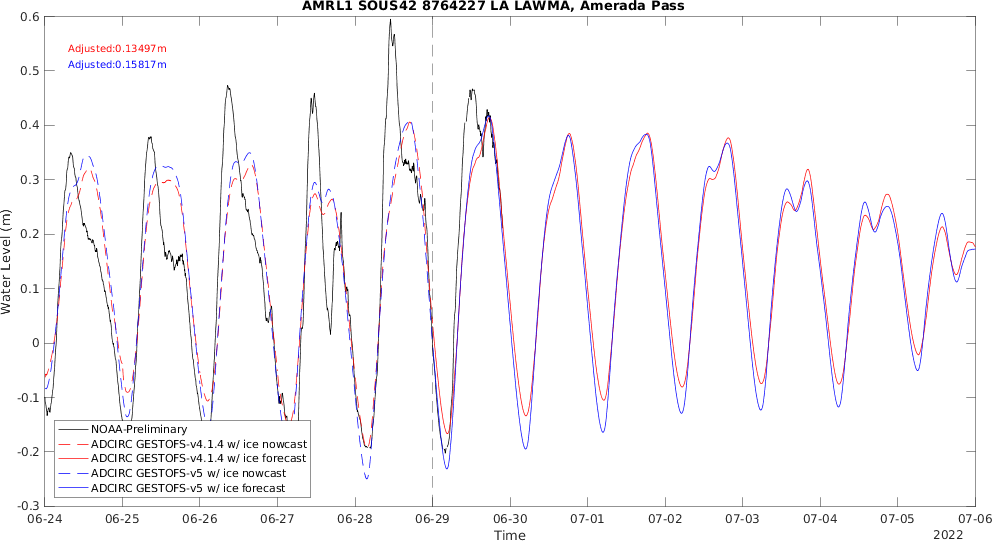 AMRL1 SOUS42 8764227 LA LAWMA, Amerada Pass
Adjusted:0.13497m
Adjusted:0.15817m
Water Level (m)
0.6
0.5
0.4
0.3
0.2
0.1
0
-0.1
-0.2
-0.3
NOAA-Preliminary
ADCIRC GESTOFS-v4.1.4 w/ ice nowcast
ADCIRC GESTOFS-v4.1.4 w/ ice forecast
ADCIRC GESTOFS-v5 w/ ice nowcast
ADCIRC GESTOFS-v5 w/ ice forecast
06-24 06-25 06-26 06-27 06-28 06-29 06-30 07-01 07-02 07-03 07-04 07-05 07-06
Time
2022